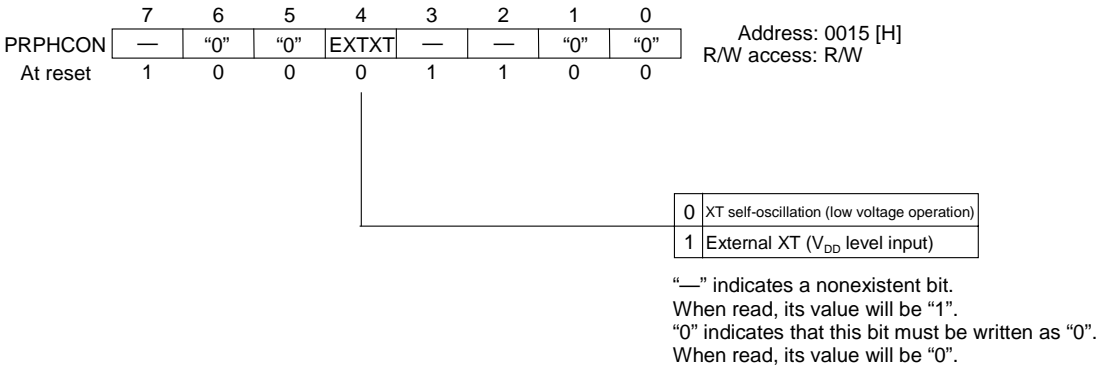 7 6 5 4 3 2 1 0
PRPHCON — “0” “0” EXTXT — — “0” “0”
At reset 1 0 0 0 1 1 0 0
Address: 0015 [H]
R/W access: R/W
0 XT self-oscillation (low voltage operation)
1 External XT (VDD level input)
“—” indicates a nonexistent bit.
When read, its value will be “1”.
“0” indicates that this bit must be written as “0”.
When read, its value will be “0”.